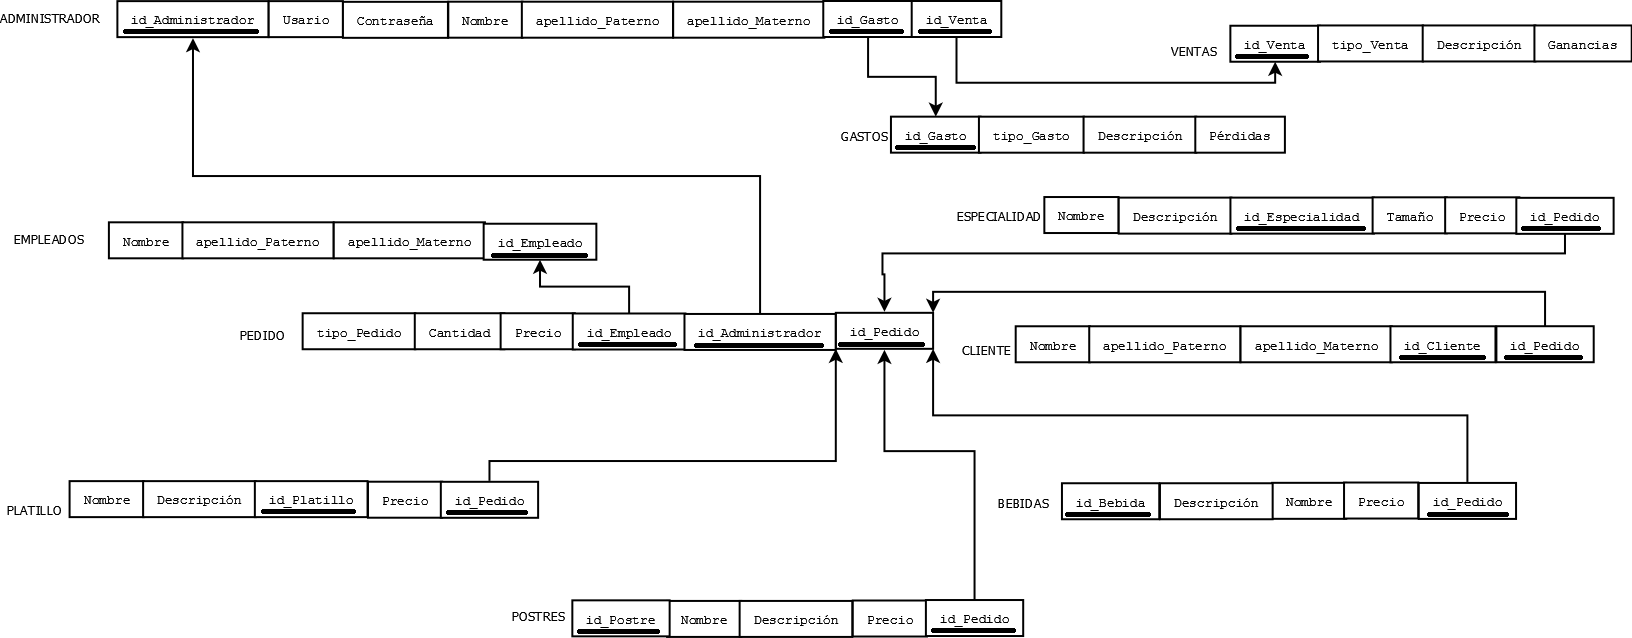 ADMINISTRADOR id_Administrador Usario Contraseña Nombre apellido_Paterno apellido_Materno id_Gasto id_Venta
VENTAS id_Venta tipo_Venta Descripción Ganancias
GASTOS id_Gasto tipo_Gasto Descripción Pérdidas
ESPECIALIDAD Nombre Descripción id_Especialidad Tamaño Precio id_Pedido
EMPLEADOS Nombre apellido_Paterno apellido_Materno id_Empleado
PEDIDO tipo_Pedido Cantidad Precio id_Empleado id_Administrador id_Pedido
CLIENTE Nombre apellido_Paterno apellido_Materno id_Cliente id_Pedido
PLATILLO Nombre Descripción id_Platillo Precio id_Pedido
BEBIDAS id_Bebida Descripción Nombre Precio id_Pedido
POSTRES id_Postre Nombre Descripción Precio id_Pedido